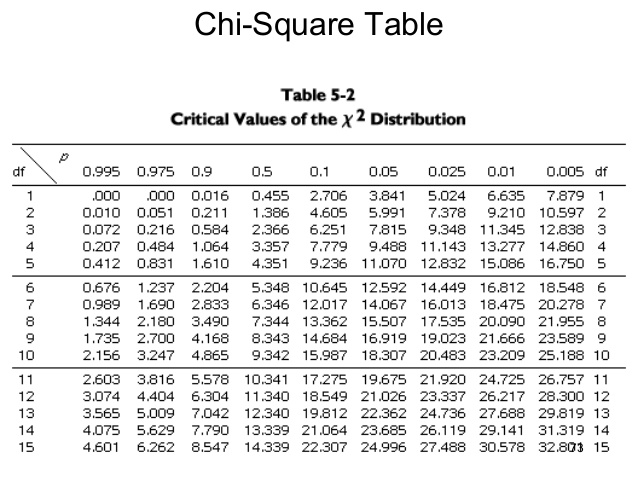 Chi-Square Table
Table 5-2
Critical Values of the χ² Distribution
p
df 0.995 0.975 0.9 0.5 0.1 0.05 0.025 0.01 0.005 df
1 .000 .000 0.016 0.455 2.706 3.841 5.024 6.635 7.879 1
2 0.010 0.051 0.211 1.386 4.605 5.991 7.378 9.210 10.597 2
3 0.072 0.216 0.584 2.366 6.251 7.815 9.348 11.345 12.838 3
4 0.207 0.484 1.064 3.357 7.779 9.488 11.143 13.277 14.860 4
5 0.412 0.831 1.610 4.351 9.236 11.070 12.832 15.086 16.750 5
6 0.676 1.237 2.204 5.348 10.645 12.592 14.449 16.812 18.548 6
7 0.989 1.690 2.833 6.346 12.017 14.067 16.013 18.475 20.278 7
8 1.344 2.180 3.490 7.344 13.362 15.507 17.535 20.090 21.955 8
9 1.735 2.700 4.168 8.343 14.684 16.919 19.023 21.666 23.589 9
10 2.156 3.247 4.865 9.342 15.987 18.307 20.483 23.209 25.188 10
11 2.603 3.816 5.578 10.341 17.275 19.675 21.920 24.725 26.757 11
12 3.074 4.404 6.304 11.340 18.549 21.026 23.337 26.217 28.300 12
13 3.565 5.009 7.042 12.340 19.812 22.362 24.736 27.688 29.819 13
14 4.075 5.629 7.790 13.339 21.064 23.685 26.119 29.141 31.319 14
15 4.601 6.262 8.547 14.339 22.307 24.996 27.488 30.578 15